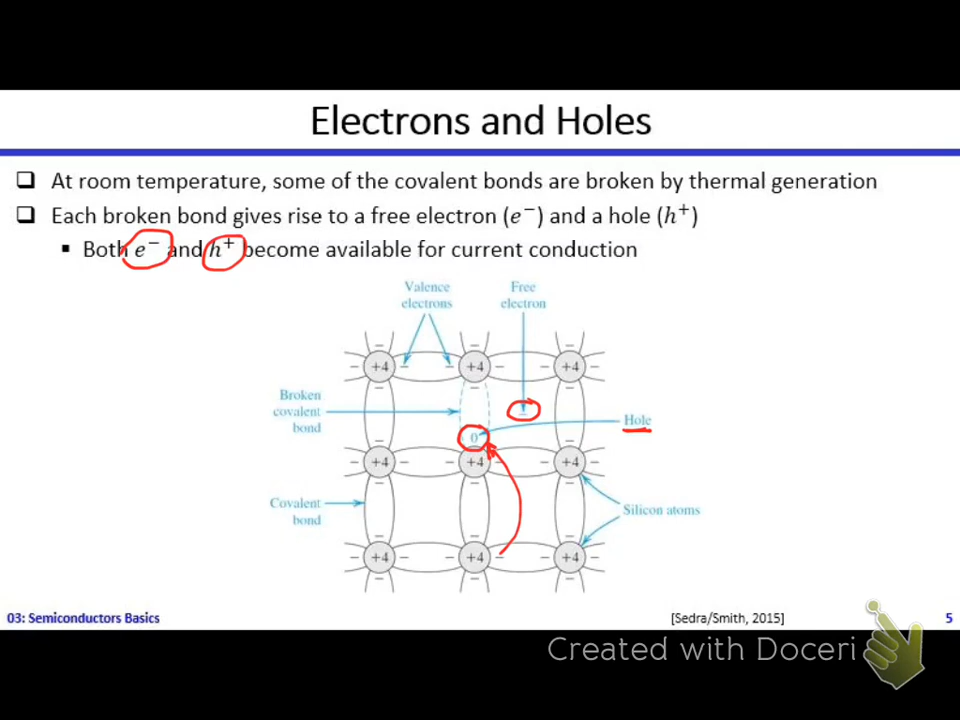 Electrons and Holes
❑ At room temperature, some of the covalent bonds are broken by thermal generation
❑ Each broken bond gives rise to a free electron (e⁻) and a hole (h⁺)
▪ Both e⁻ and h⁺ become available for current conduction
Valence
electrons
Free
electron
+4 +4 +4
Broken
covalent
bond
Hole
0
+4 +4 +4
Covalent
bond
Silicon atoms
+4 +4 +4
03: Semiconductors Basics
[Sedra/Smith, 2015]
5
Created with Doceri